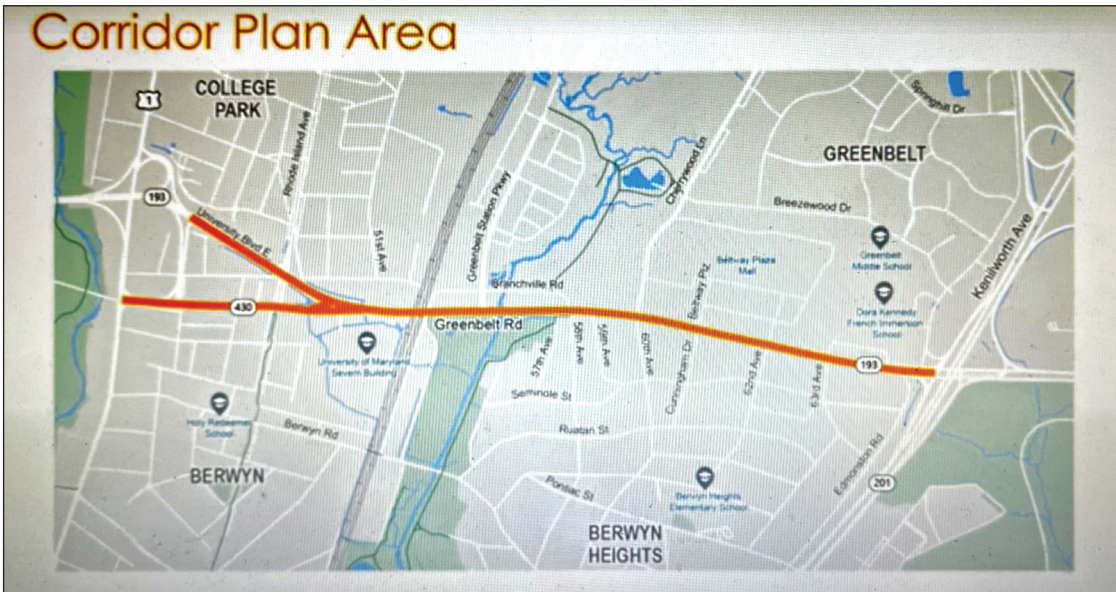 Corridor Plan Area
COLLEGE
PARK
1
193
University Blvd E
Rhode Island Ave
51st Ave
Greenbelt Station Pkwy
Cherrywood Ln
Springhill Dr
GREENBELT
Breezewood Dr
Greenbelt
Middle School
Beltway Plaza
Mall
Dora Kennedy
French Immersion
School
Kenilworth Ave
Branchville Rd
Beltway Plz
430
Greenbelt Rd
193
University of Maryland
Severn Building
57th Ave
58th Ave
59th Ave
60th Ave
Cunningham Dr
62nd Ave
63rd Ave
Seminole St
Holy Redeemer
School
Berwyn Rd
Ruatan St
Edmonston Rd
BERWYN
Pontiac St
Berwyn Heights
Elementary School
201
BERWYN
HEIGHTS